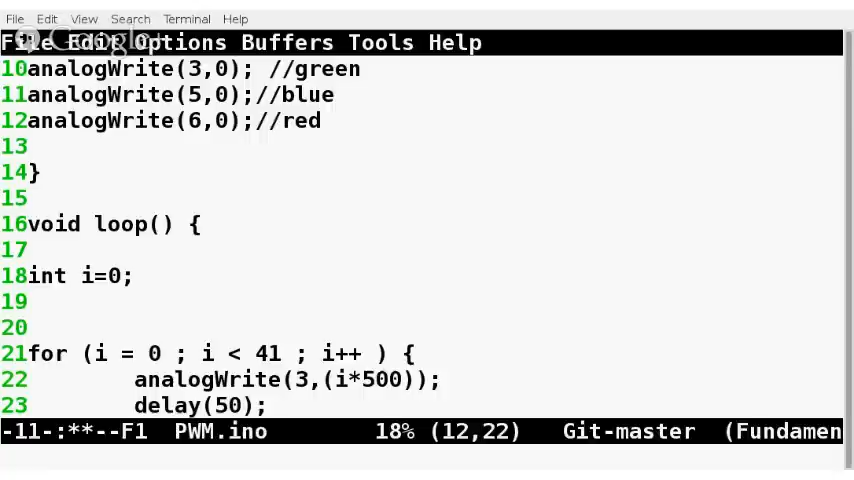 File Edit View Search Terminal Help
Google+
File Edit Options Buffers Tools Help
10analogWrite(3,0); //green
11analogWrite(5,0);//blue
12analogWrite(6,0);//red
13
14}
15
16void loop() {
17
18int i=0;
19
20
21for (i = 0 ; i < 41 ; i++ ) {
22        analogWrite(3,(i*500));
23        delay(50);
-11-:**--F1  PWM.ino        18% (12,22)   Git-master  (Fundamen